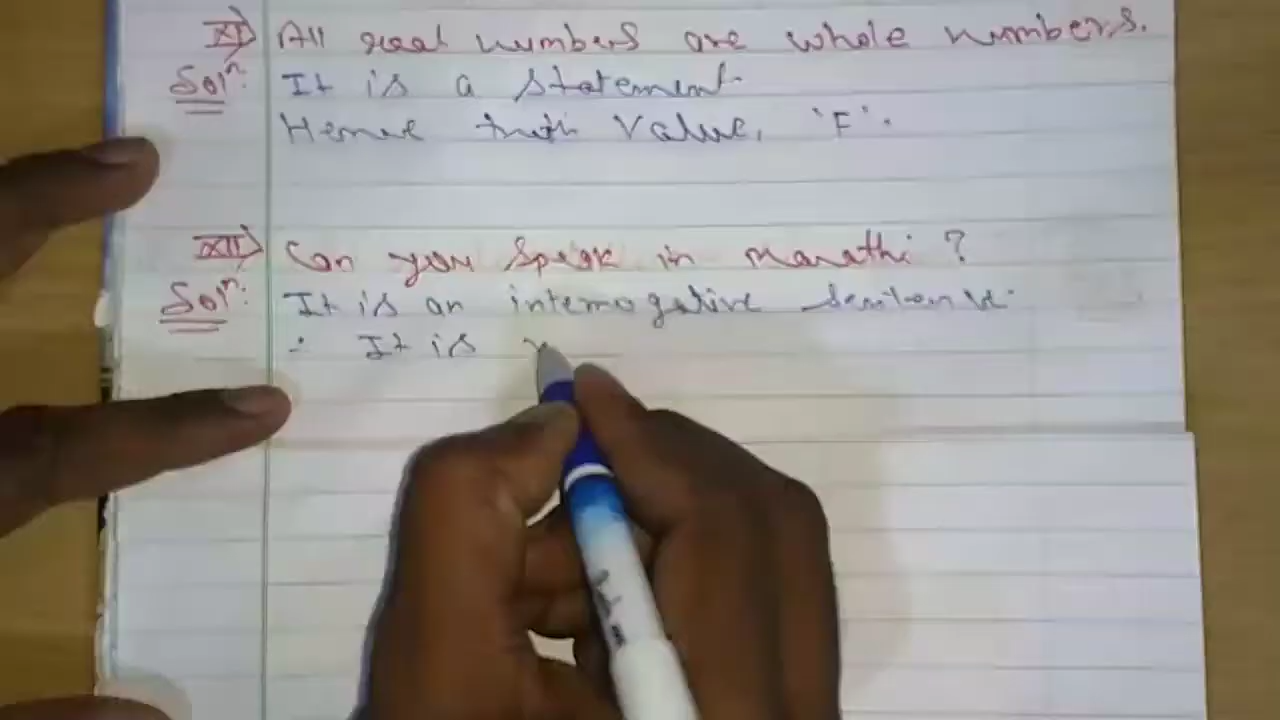 XI) All real numbers are whole numbers.
Solⁿ: It is a statement.
Hence truth Value, 'F'.
XII) Can you speak in marathi ?
Solⁿ: It is an interrogative sentence.
∴ It is